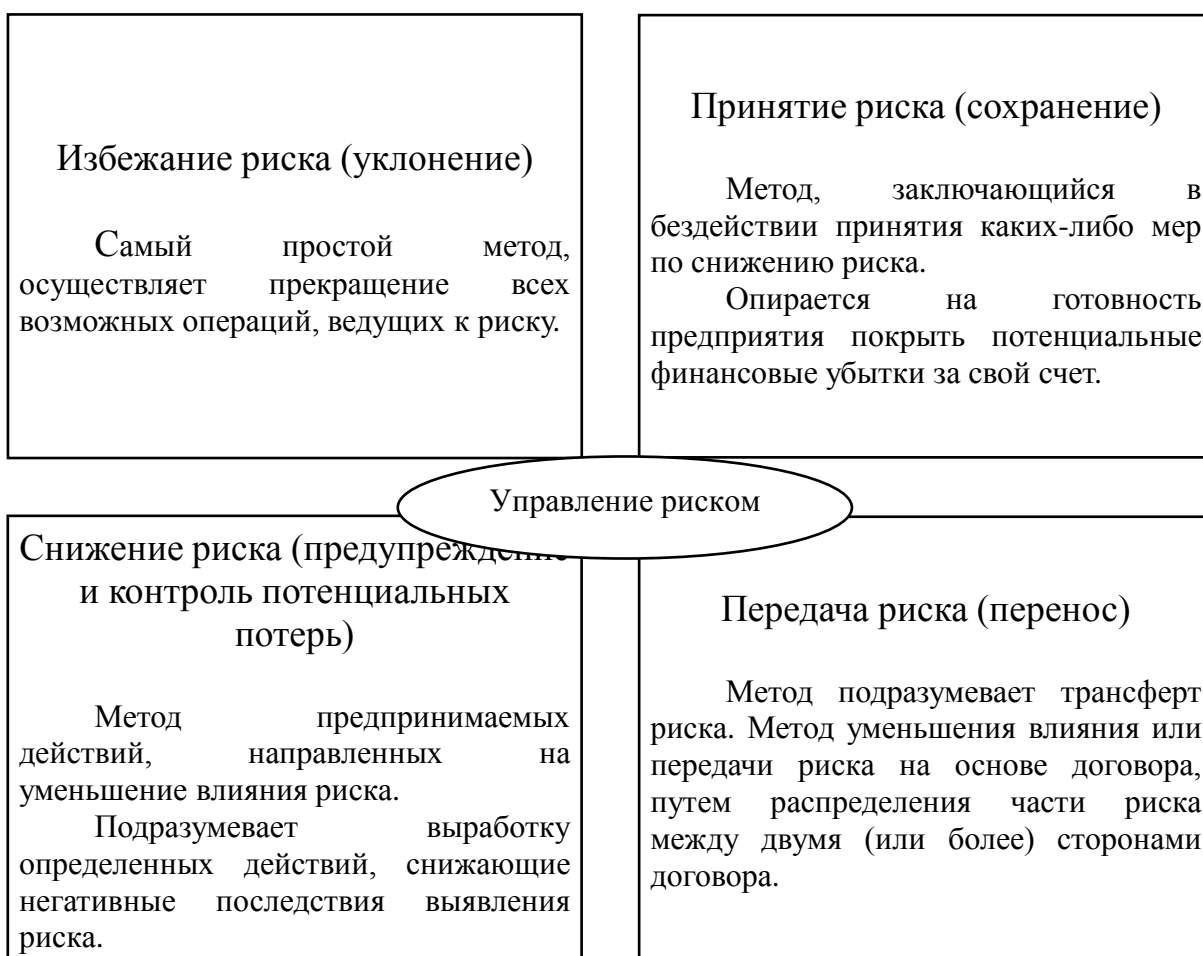 Избежание риска (уклонение)
Самый простой метод,
осуществляет прекращение всех
возможных операций, ведущих к риску.
Принятие риска (сохранение)
Метод, заключающийся в
бездействии принятия каких-либо мер
по снижению риска.
Опирается на готовность
предприятия покрыть потенциальные
финансовые убытки за свой счет.
Управление риском
Снижение риска (предупреждение
и контроль потенциальных
потерь)
Метод предпринимаемых
действий, направленных на
уменьшение влияния риска.
Подразумевает выработку
определенных действий, снижающие
негативные последствия выявления
риска.
Передача риска (перенос)
Метод подразумевает трансферт
риска. Метод уменьшения влияния или
передачи риска на основе договора,
путем распределения части риска
между двумя (или более) сторонами
договора.